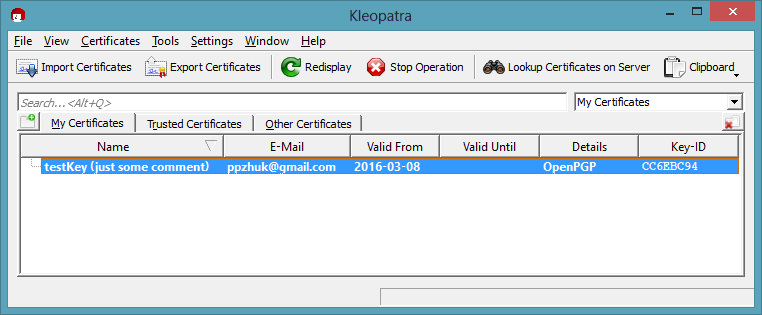 Kleopatra
File View Certificates Tools Settings Window Help
Import Certificates Export Certificates Redisplay Stop Operation Lookup Certificates on Server Clipboard
Search...<Alt+Q> My Certificates
My Certificates Trusted Certificates Other Certificates
Name E-Mail Valid From Valid Until Details Key-ID
testKey (just some comment) ppzhuk@gmail.com 2016-03-08 OpenPGP CC6EBC94